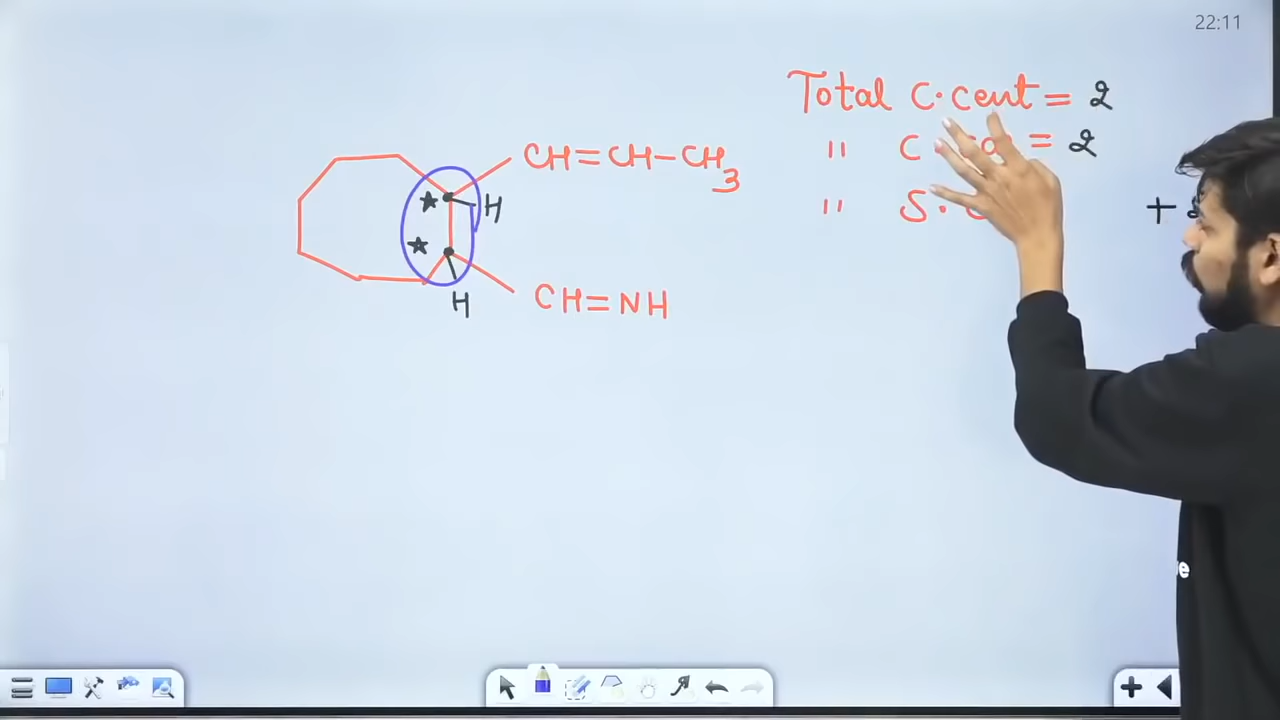 22:11
Total C·Cent = 2
" C = 2
" S· +
CH=CH-CH3
★ H
★
H
CH=NH